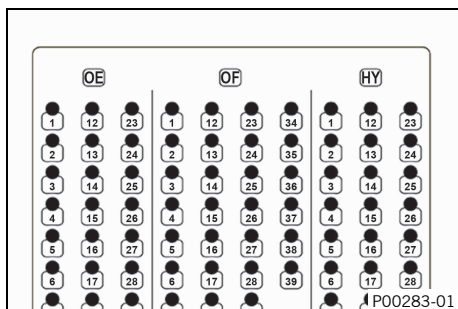 OE OF HY
1 12 23 1 12 23 34 1 12 23
2 13 24 2 13 24 35 2 13 24
3 14 25 3 14 25 36 3 14 25
4 15 26 4 15 26 37 4 15 26
5 16 27 5 16 27 38 5 16 27
6 17 28 6 17 28 39 6 17 28
P00283-01